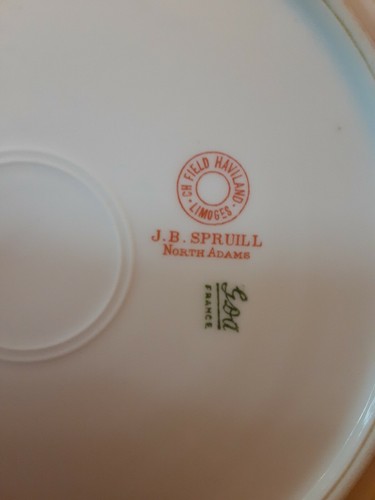 CH FIELD HAVILAND
LIMOGES
J.B. SPRUILL
NORTH ADAMS
GDA
FRANCE